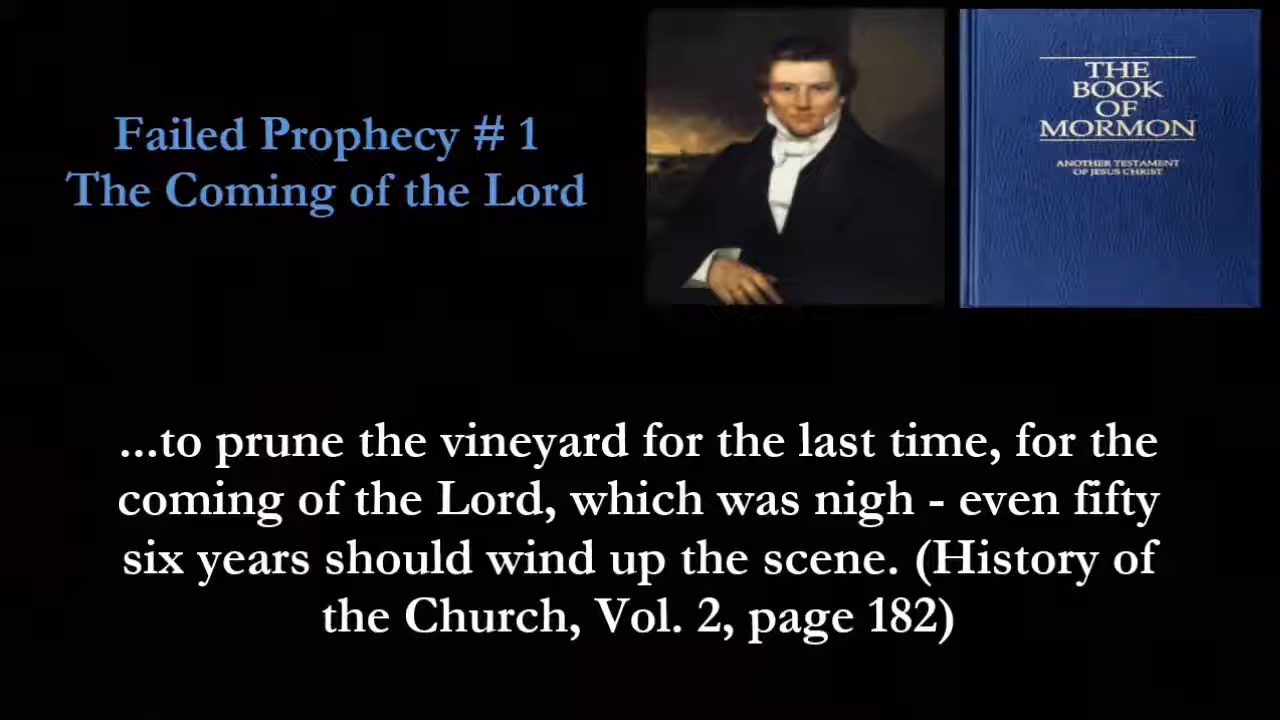 Failed Prophecy # 1
The Coming of the Lord
THE
BOOK
OF
MORMON
ANOTHER TESTAMENT
OF JESUS CHRIST
...to prune the vineyard for the last time, for the
coming of the Lord, which was nigh - even fifty
six years should wind up the scene. (History of
the Church, Vol. 2, page 182)